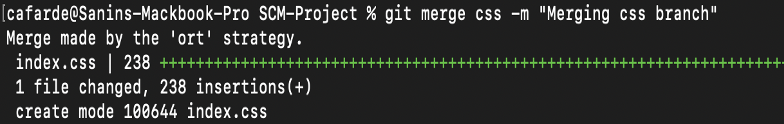 [cafarde@Sanins-Mackbook-Pro SCM-Project % git merge css -m "Merging css branch"
Merge made by the 'ort' strategy.
index.css | 238 +++++++++++++++++++++++++++++++++++++++++++++++++++++++++++++++++++++
1 file changed, 238 insertions(+)
create mode 100644 index.css